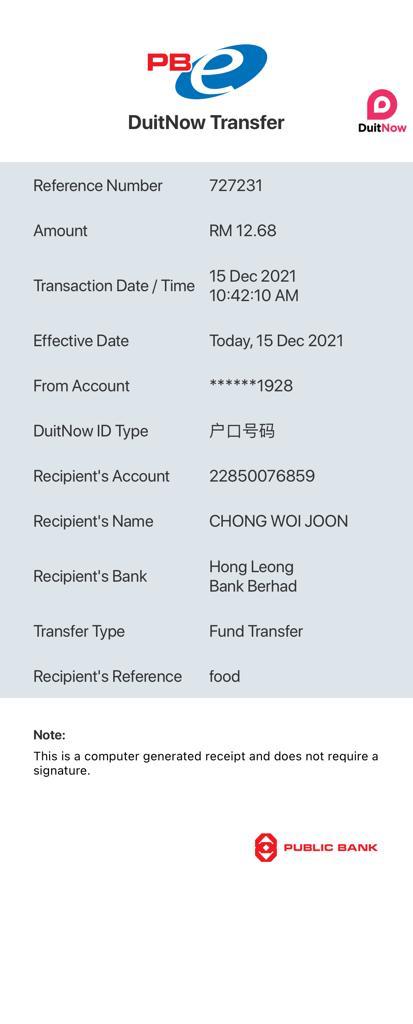 PBe
DuitNow Transfer
DuitNow
Reference Number 727231
Amount RM 12.68
Transaction Date / Time 15 Dec 2021
10:42:10 AM
Effective Date Today, 15 Dec 2021
From Account ******1928
DuitNow ID Type 户口号码
Recipient's Account 22850076859
Recipient's Name CHONG WOI JOON
Recipient's Bank Hong Leong
Bank Berhad
Transfer Type Fund Transfer
Recipient's Reference food
Note:
This is a computer generated receipt and does not require a
signature.
PUBLIC BANK